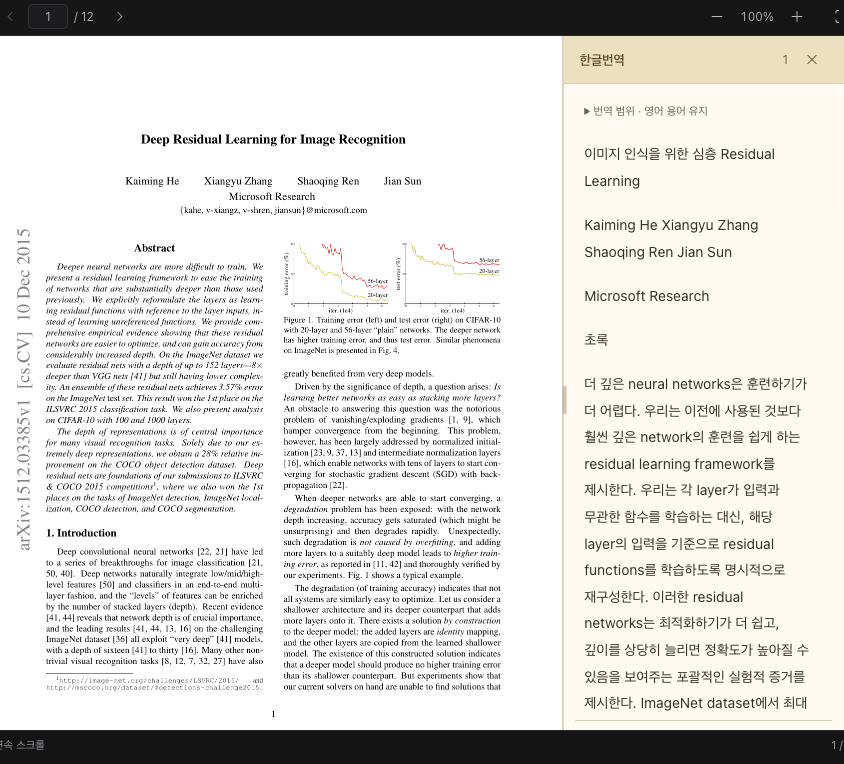 1 / 12
100%
arXiv:1512.03385v1 [cs.CV] 10 Dec 2015
Deep Residual Learning for Image Recognition
Kaiming He Xiangyu Zhang Shaoqing Ren Jian Sun
Microsoft Research
{kahe, v-xiangz, v-shren, jiansun}@microsoft.com
Abstract
Deeper neural networks are more difficult to train. We
present a residual learning framework to ease the training
of networks that are substantially deeper than those used
previously. We explicitly reformulate the layers as learn-
ing residual functions with reference to the layer inputs, in-
stead of learning unreferenced functions. We provide com-
prehensive empirical evidence showing that these residual
networks are easier to optimize, and can gain accuracy from
considerably increased depth. On the ImageNet dataset we
evaluate residual nets with a depth of up to 152 layers—8×
deeper than VGG nets [41] but still having lower complex-
ity. An ensemble of these residual nets achieves 3.57% error
on the ImageNet test set. This result won the 1st place on the
ILSVRC 2015 classification task. We also present analysis
on CIFAR-10 with 100 and 1000 layers.
The depth of representations is of central importance
for many visual recognition tasks. Solely due to our ex-
tremely deep representations, we obtain a 28% relative im-
provement on the COCO object detection dataset. Deep
residual nets are foundations of our submissions to ILSVRC
& COCO 2015 competitions1, where we also won the 1st
places on the tasks of ImageNet detection, ImageNet local-
ization, COCO detection, and COCO segmentation.
1. Introduction
Deep convolutional neural networks [22, 21] have led
to a series of breakthroughs for image classification [21,
50, 40]. Deep networks naturally integrate low/mid/high-
level features [50] and classifiers in an end-to-end multi-
layer fashion, and the “levels” of features can be enriched
by the number of stacked layers (depth). Recent evidence
[41, 44] reveals that network depth is of crucial importance,
and the leading results [41, 44, 13, 16] on the challenging
ImageNet dataset [36] all exploit “very deep” [41] models,
with a depth of sixteen [41] to thirty [16]. Many other non-
trivial visual recognition tasks [8, 12, 7, 32, 27] have also
1http://image-net.org/challenges/LSVRC/2015/ and
http://mscoco.org/dataset/#detections-challenge2015.
training error (%)
iter. (1e4)
56-layer
20-layer
test error (%)
iter. (1e4)
56-layer
20-layer
Figure 1. Training error (left) and test error (right) on CIFAR-10
with 20-layer and 56-layer “plain” networks. The deeper network
has higher training error, and thus test error. Similar phenomena
on ImageNet is presented in Fig. 4.
greatly benefited from very deep models.
Driven by the significance of depth, a question arises: Is
learning better networks as easy as stacking more layers?
An obstacle to answering this question was the notorious
problem of vanishing/exploding gradients [1, 9], which
hamper convergence from the beginning. This problem,
however, has been largely addressed by normalized initial-
ization [23, 9, 37, 13] and intermediate normalization layers
[16], which enable networks with tens of layers to start con-
verging for stochastic gradient descent (SGD) with back-
propagation [22].
When deeper networks are able to start converging, a
degradation problem has been exposed: with the network
depth increasing, accuracy gets saturated (which might be
unsurprising) and then degrades rapidly. Unexpectedly,
such degradation is not caused by overfitting, and adding
more layers to a suitably deep model leads to higher train-
ing error, as reported in [11, 42] and thoroughly verified by
our experiments. Fig. 1 shows a typical example.
The degradation (of training accuracy) indicates that not
all systems are similarly easy to optimize. Let us consider a
shallower architecture and its deeper counterpart that adds
more layers onto it. There exists a solution by construction
to the deeper model: the added layers are identity mapping,
and the other layers are copied from the learned shallower
model. The existence of this constructed solution indicates
that a deeper model should produce no higher training error
than its shallower counterpart. But experiments show that
our current solvers on hand are unable to find solutions that
1
한글번역 1
번역 범위 · 영어 용어 유지
이미지 인식을 위한 심층 Residual
Learning
Kaiming He Xiangyu Zhang
Shaoqing Ren Jian Sun
Microsoft Research
초록
더 깊은 neural networks은 훈련하기가
더 어렵다. 우리는 이전에 사용된 것보다
훨씬 깊은 network의 훈련을 쉽게 하는
residual learning framework를
제시한다. 우리는 각 layer가 입력과
무관한 함수를 학습하는 대신, 해당
layer의 입력을 기준으로 residual
functions를 학습하도록 명시적으로
재구성한다. 이러한 residual
networks는 최적화하기가 더 쉽고,
깊이를 상당히 늘리면 정확도가 높아질 수
있음을 보여주는 포괄적인 실험적 증거를
제시한다. ImageNet dataset에서 최대
스크롤
1 /